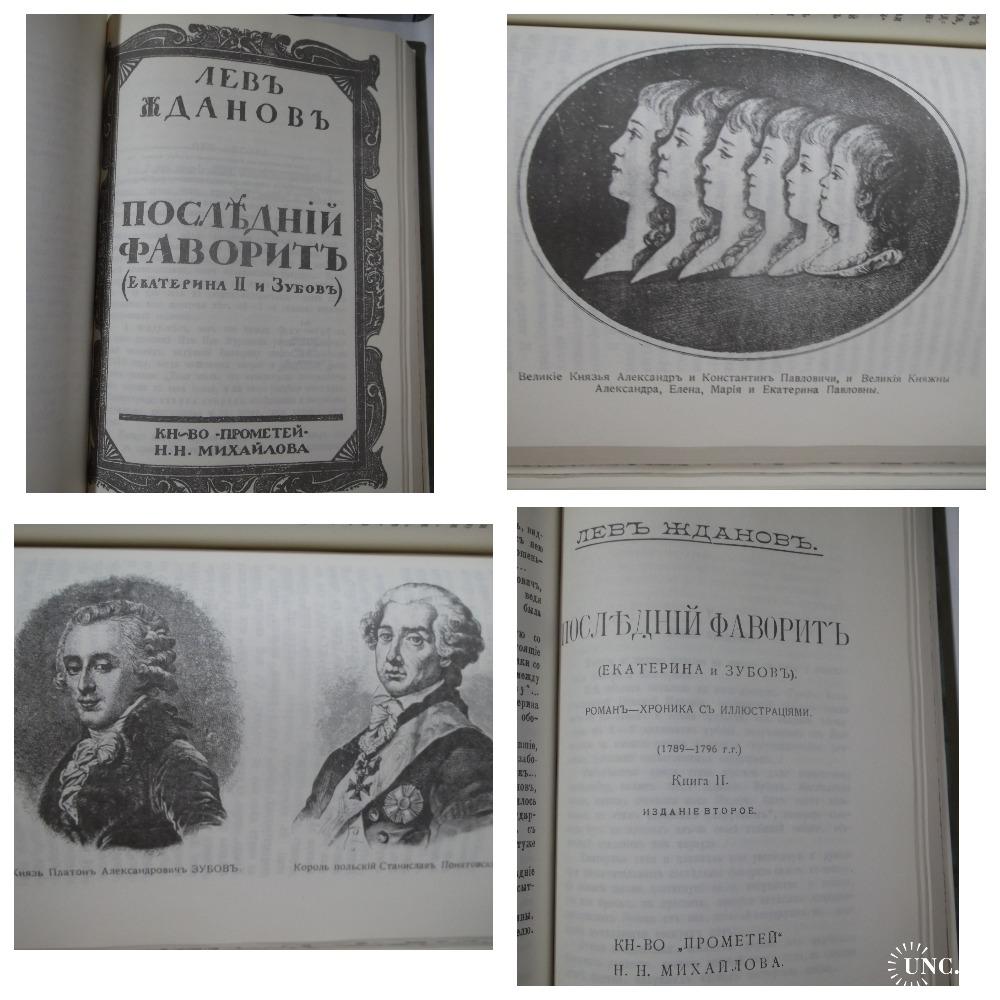 ЛЕВЪ
ЖДАНОВЪ
ПОСЛѢДНІЙ
ФАВОРИТЪ
(ЕКАТЕРИНА II И ЗУБОВЪ)
КН-ВО „ПРОМЕТЕЙ“
Н. Н. МИХАЙЛОВА
Великіе Князья Александръ и Константинъ Павловичи, и Великія Княжны
Александра, Елена, Марія и Екатерина Павловны.
Князь Платонъ Александровичъ ЗУБОВЪ.
Король польскій Станиславъ
ЛЕВЪ ЖДАНОВЪ.
ПОСЛѢДНІЙ ФАВОРИТЪ
(ЕКАТЕРИНА и ЗУБОВЪ).
РОМАНЪ—ХРОНИКА СЪ ИЛЛЮСТРАЦІЯМИ.
(1789—1796 г.г.)
Книга II.
ИЗДАНІЕ ВТОРОЕ.
КН-ВО „ПРОМЕТЕЙ“
Н. Н. МИХАЙЛОВА.
UNC.